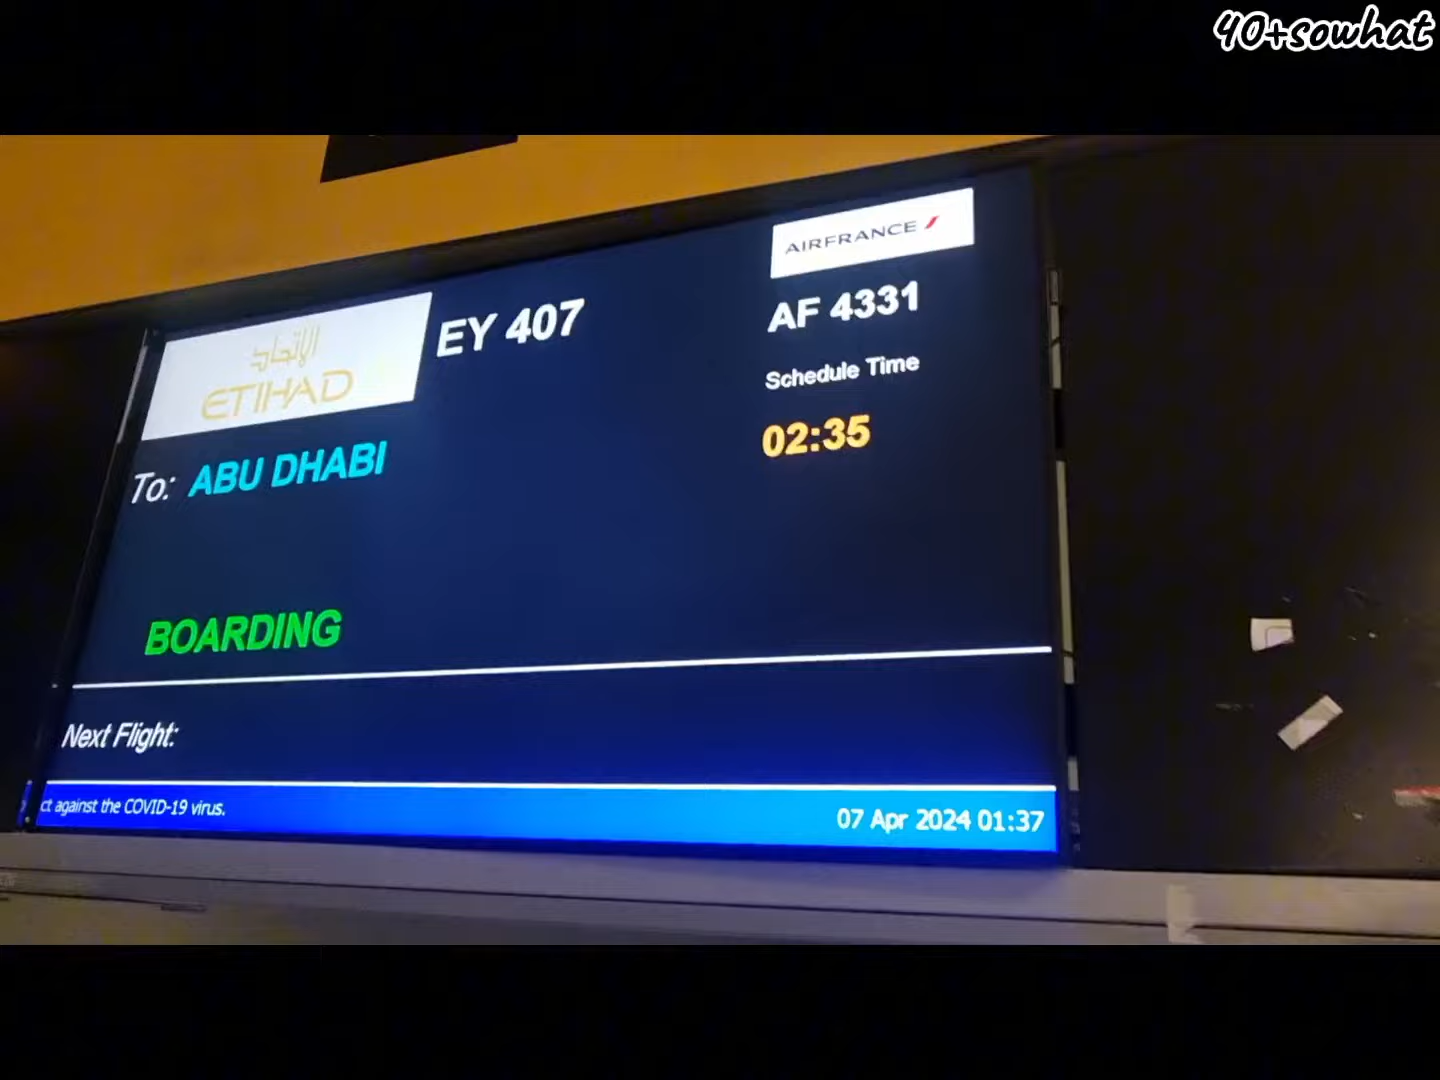 40+sowhat
AIRFRANCE
EY 407
AF 4331
الإتحاد
ETIHAD
Schedule Time
02:35
To: ABU DHABI
BOARDING
Next Flight:
ct against the COVID-19 virus.
07 Apr 2024 01:37